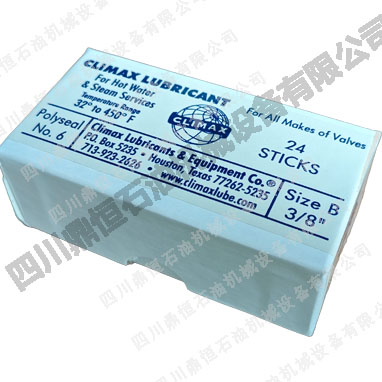 CLIMAX LUBRICANT
For Hot Water
& Steam Services
Temperature Range
32° to 450° F
CLIMAX
For All Makes of Valves
24
STICKS
Polyseal
No. 6
Climax Lubricants & Equipment Co.®
PO Box 5235 • Houston, Texas 77262-5235
713-923-2626 • www.climaxlube.com
Size B
3/8"
四川鼎恒石油机械设备有限公司
四川鼎恒石油机械设备有限公司
四川鼎恒石油机械设备有限公司